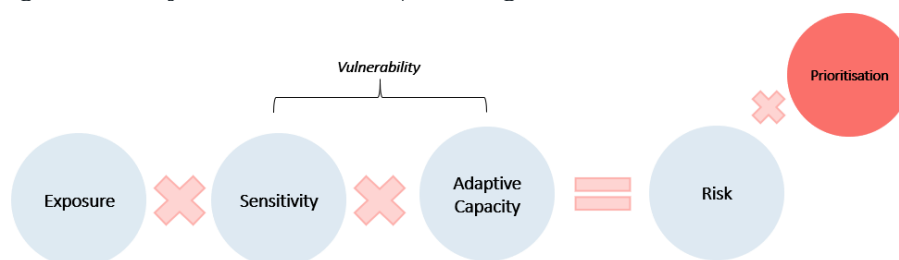 Vulnerability
Prioritisation
Exposure
Sensitivity
Adaptive
Capacity
Risk